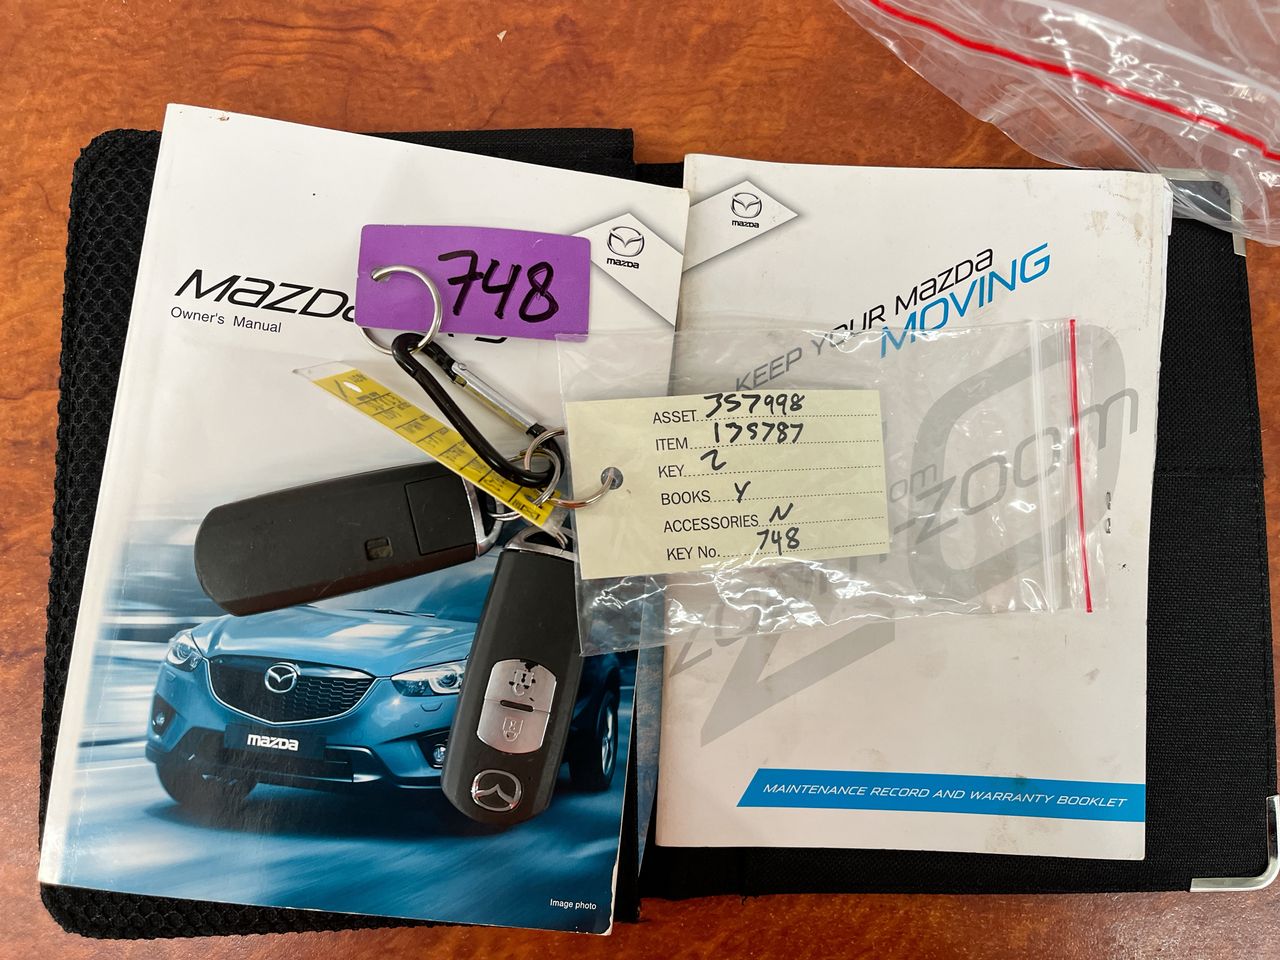 mazda
mazda
748
mazda
Owner's Manual
KEEP YOUR mazda
MOVING
ASSET 357998
ITEM 135787
KEY 2
BOOKS Y
ACCESSORIES N
KEY No. 748
zoom
mazda
MAINTENANCE RECORD AND WARRANTY BOOKLET
Image photo